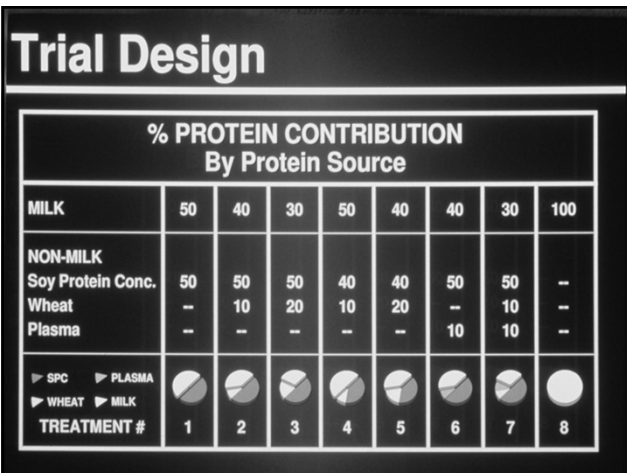 Trial Design
% PROTEIN CONTRIBUTION
By Protein Source
MILK 50 40 30 50 40 40 30 100
NON-MILK
Soy Protein Conc. 50 50 50 40 40 50 50 --
Wheat -- 10 20 10 20 -- 10 --
Plasma -- -- -- -- -- 10 10 --
SPC PLASMA
WHEAT MILK
TREATMENT # 1 2 3 4 5 6 7 8